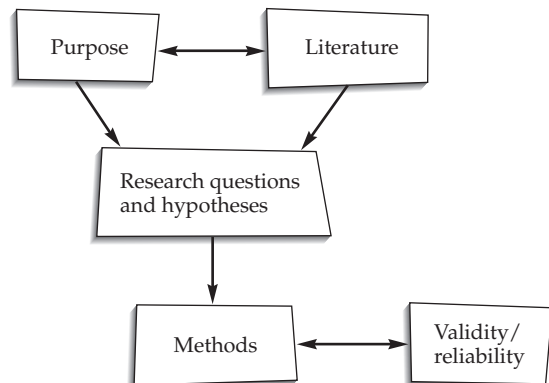 Purpose
Literature
Research questions
and hypotheses
Methods
Validity/
reliability